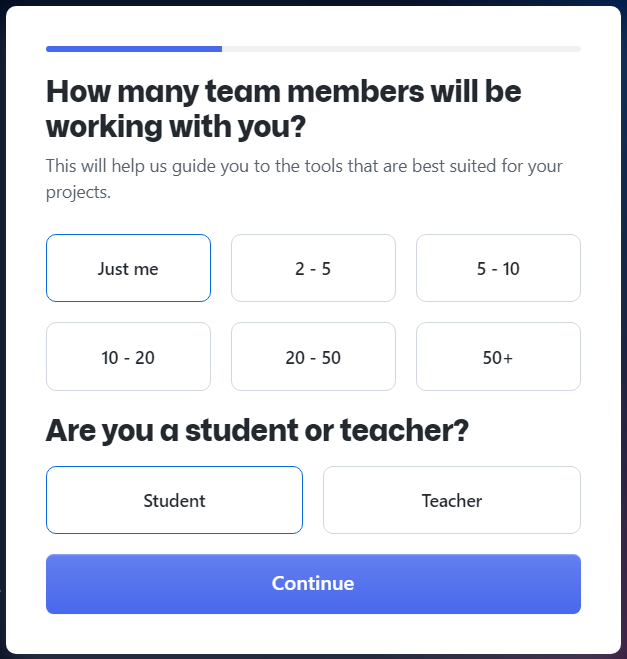 How many team members will be
working with you?
This will help us guide you to the tools that are best suited for your
projects.
Just me
2 - 5
5 - 10
10 - 20
20 - 50
50+
Are you a student or teacher?
Student
Teacher
Continue